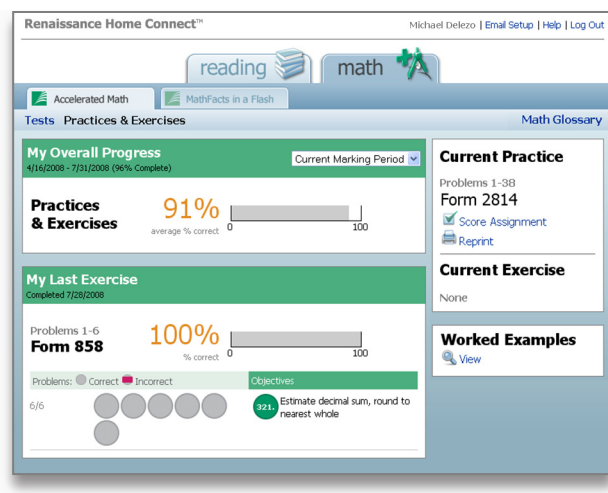 Renaissance Home Connect™
Michael Delezo | Email Setup | Help | Log Out
reading
math
Accelerated Math
MathFacts in a Flash
Tests Practices & Exercises
Math Glossary
My Overall Progress
4/16/2008 - 7/31/2008 (96% Complete)
Current Marking Period
Practices
& Exercises
91%
average % correct
0
100
My Last Exercise
Completed 7/28/2008
Problems 1-6
Form 858
100%
% correct
0
100
Problems: Correct Incorrect
Objectives
6/6
321.
Estimate decimal sum, round to
nearest whole
Current Practice
Problems 1-38
Form 2814
Score Assignment
Reprint
Current Exercise
None
Worked Examples
View